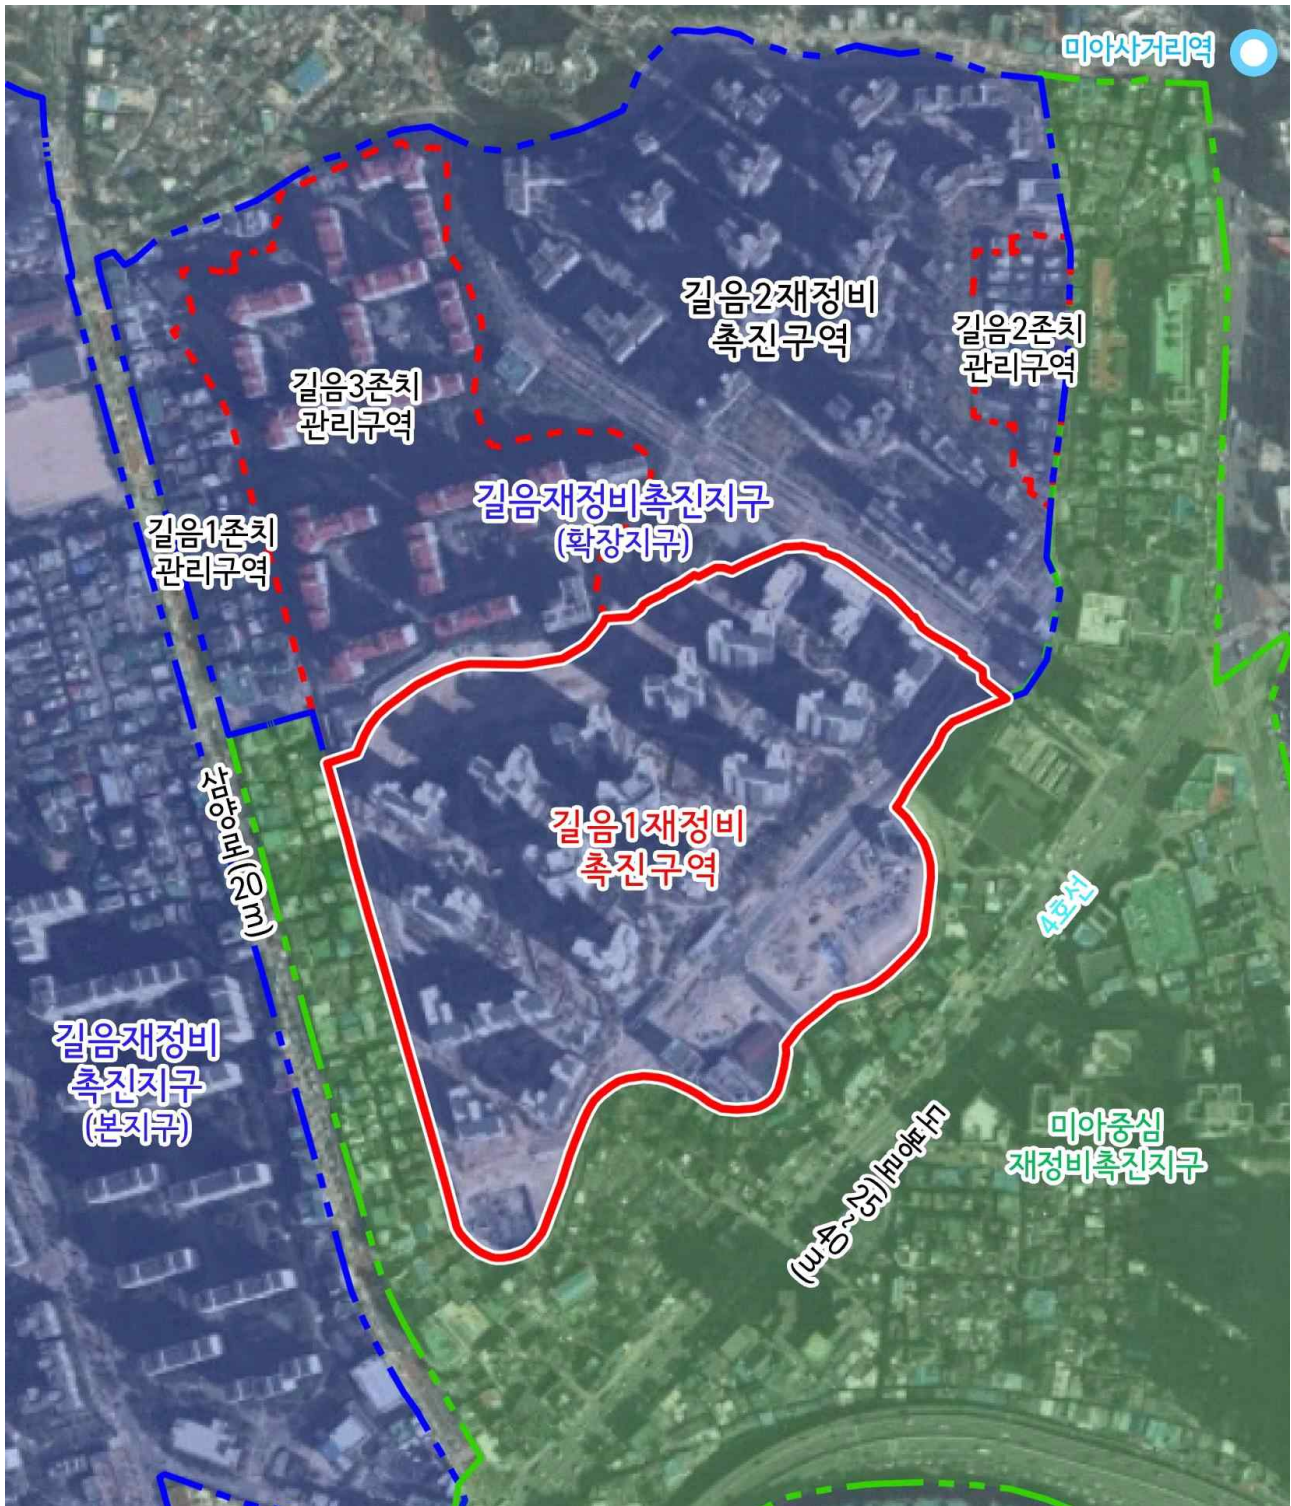 미아사거리역
길음2재정비
촉진구역
길음2존치
관리구역
길음3존치
관리구역
길음재정비촉진지구
(확장지구)
길음1존치
관리구역
삼양로(20m)
길음1재정비
촉진구역
4호선
길음재정비
촉진지구
(본지구)
도봉로(25~40m)
미아중심
재정비촉진지구